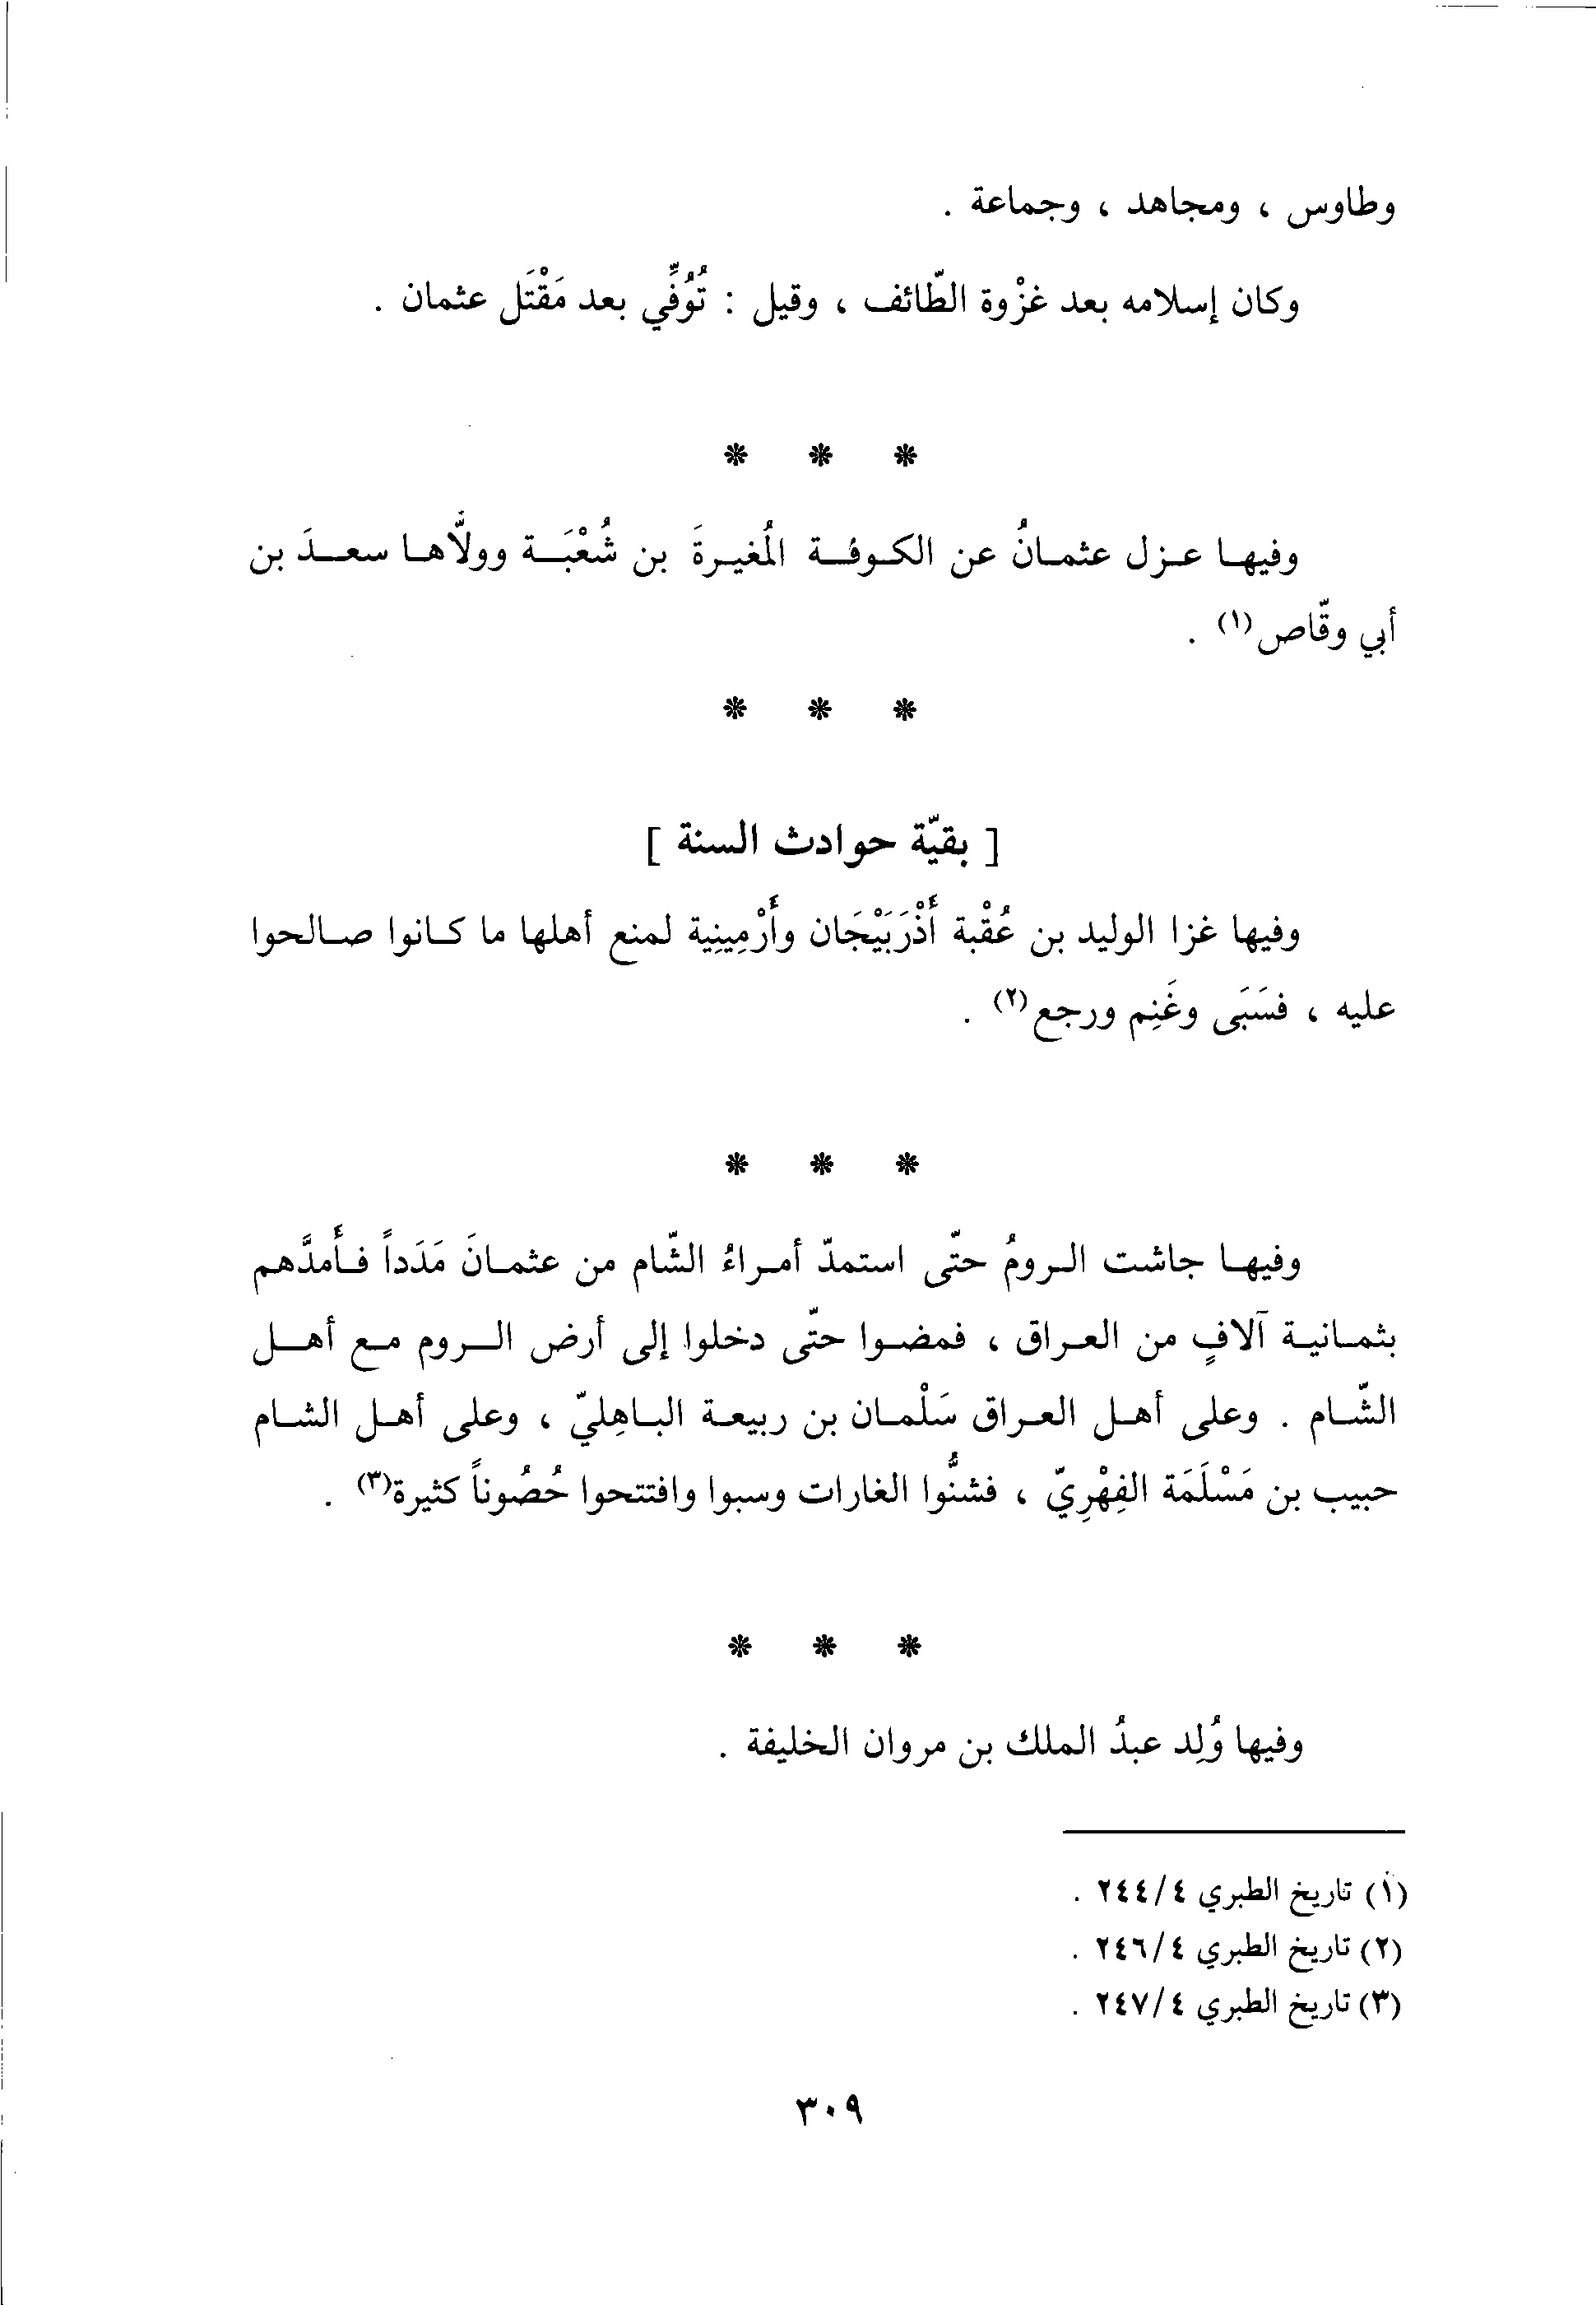 وطاوس ، ومجاهد ، وجماعة .
وكان إسلامه بعد غزْوة الطّائف ، وقيل : تُوُفِّي بعد مَقْتَل عثمان .
* * *
وفيها عزل عثمانُ عن الكوفة المُغيرةَ بن شُعْبَة وولَّاها سعدَ بن
أبي وقّاص(١) .
* * *
[ بقيّة حوادث السنة ]
وفيها غزا الوليد بن عُقْبة أَذْرَبَيْجَان وأَرْمِينِية لمنع أهلها ما كانوا صالحوا
عليه ، فسَبَى وغَنِم ورجع(٢) .
* * *
وفيها جاشت الرومُ حتّى استمدّ أمراءُ الشّام من عثمانَ مَدَداً فأَمدَّهم
بثمانية آلافٍ من العراق ، فمضوا حتّى دخلوا إلى أرض الروم مع أهل
الشّام . وعلى أهل العراق سَلْمان بن ربيعة الباهِليّ ، وعلى أهل الشام
حبيب بن مَسْلَمَة الفِهْرِيّ ، فشنُّوا الغارات وسبوا وافتتحوا حُصُوناً كثيرة(٣) .
* * *
وفيها وُلِد عبدُ الملك بن مروان الخليفة .
(١) تاريخ الطبري ٤/٢٤٤ .
(٢) تاريخ الطبري ٤/٢٤٦ .
(٣) تاريخ الطبري ٤/٢٤٧ .
٣٠٩